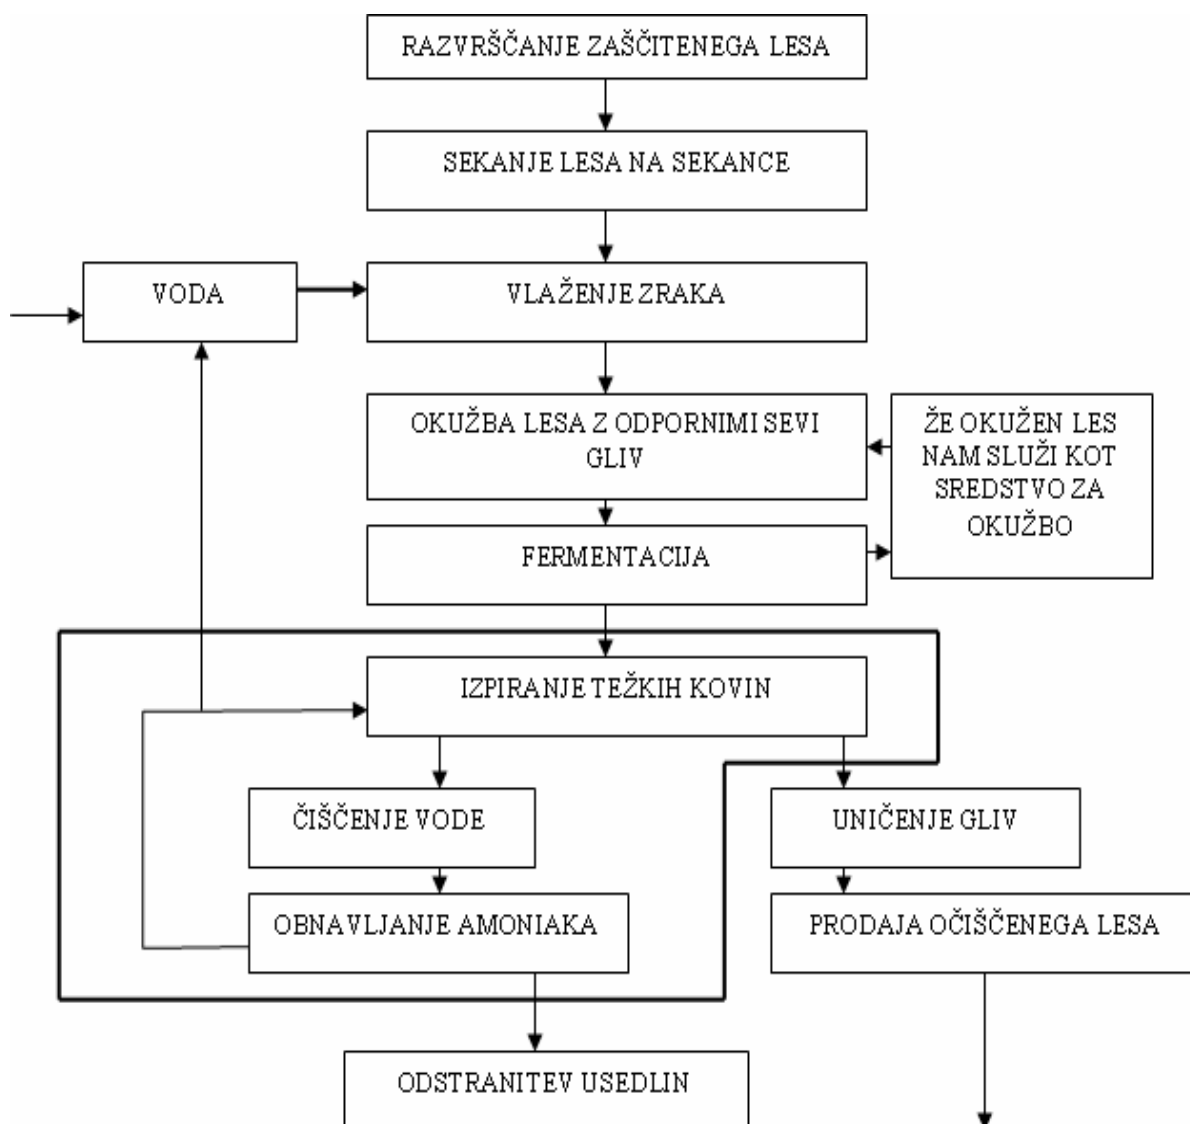 RAZVRŠČANJE ZAŠČITENEGA LESA
SEKANJE LESA NA SEKANCE
VODA
VLAŽENJE ZRAKA
OKUŽBA LESA Z ODPORNIMI SEVI
GLIV
ŽE OKUŽEN LES
NAM SLUŽI KOT
SREDSTVO ZA
OKUŽBO
FERMENTACIJA
IZPIRANJE TEŽKIH KOVIN
ČIŠČENJE VODE
UNIČENJE GLIV
OBNAVLJANJE AMONIAKA
PRODAJA OČIŠČENEGA LESA
ODSTRANITEV USEDLIN